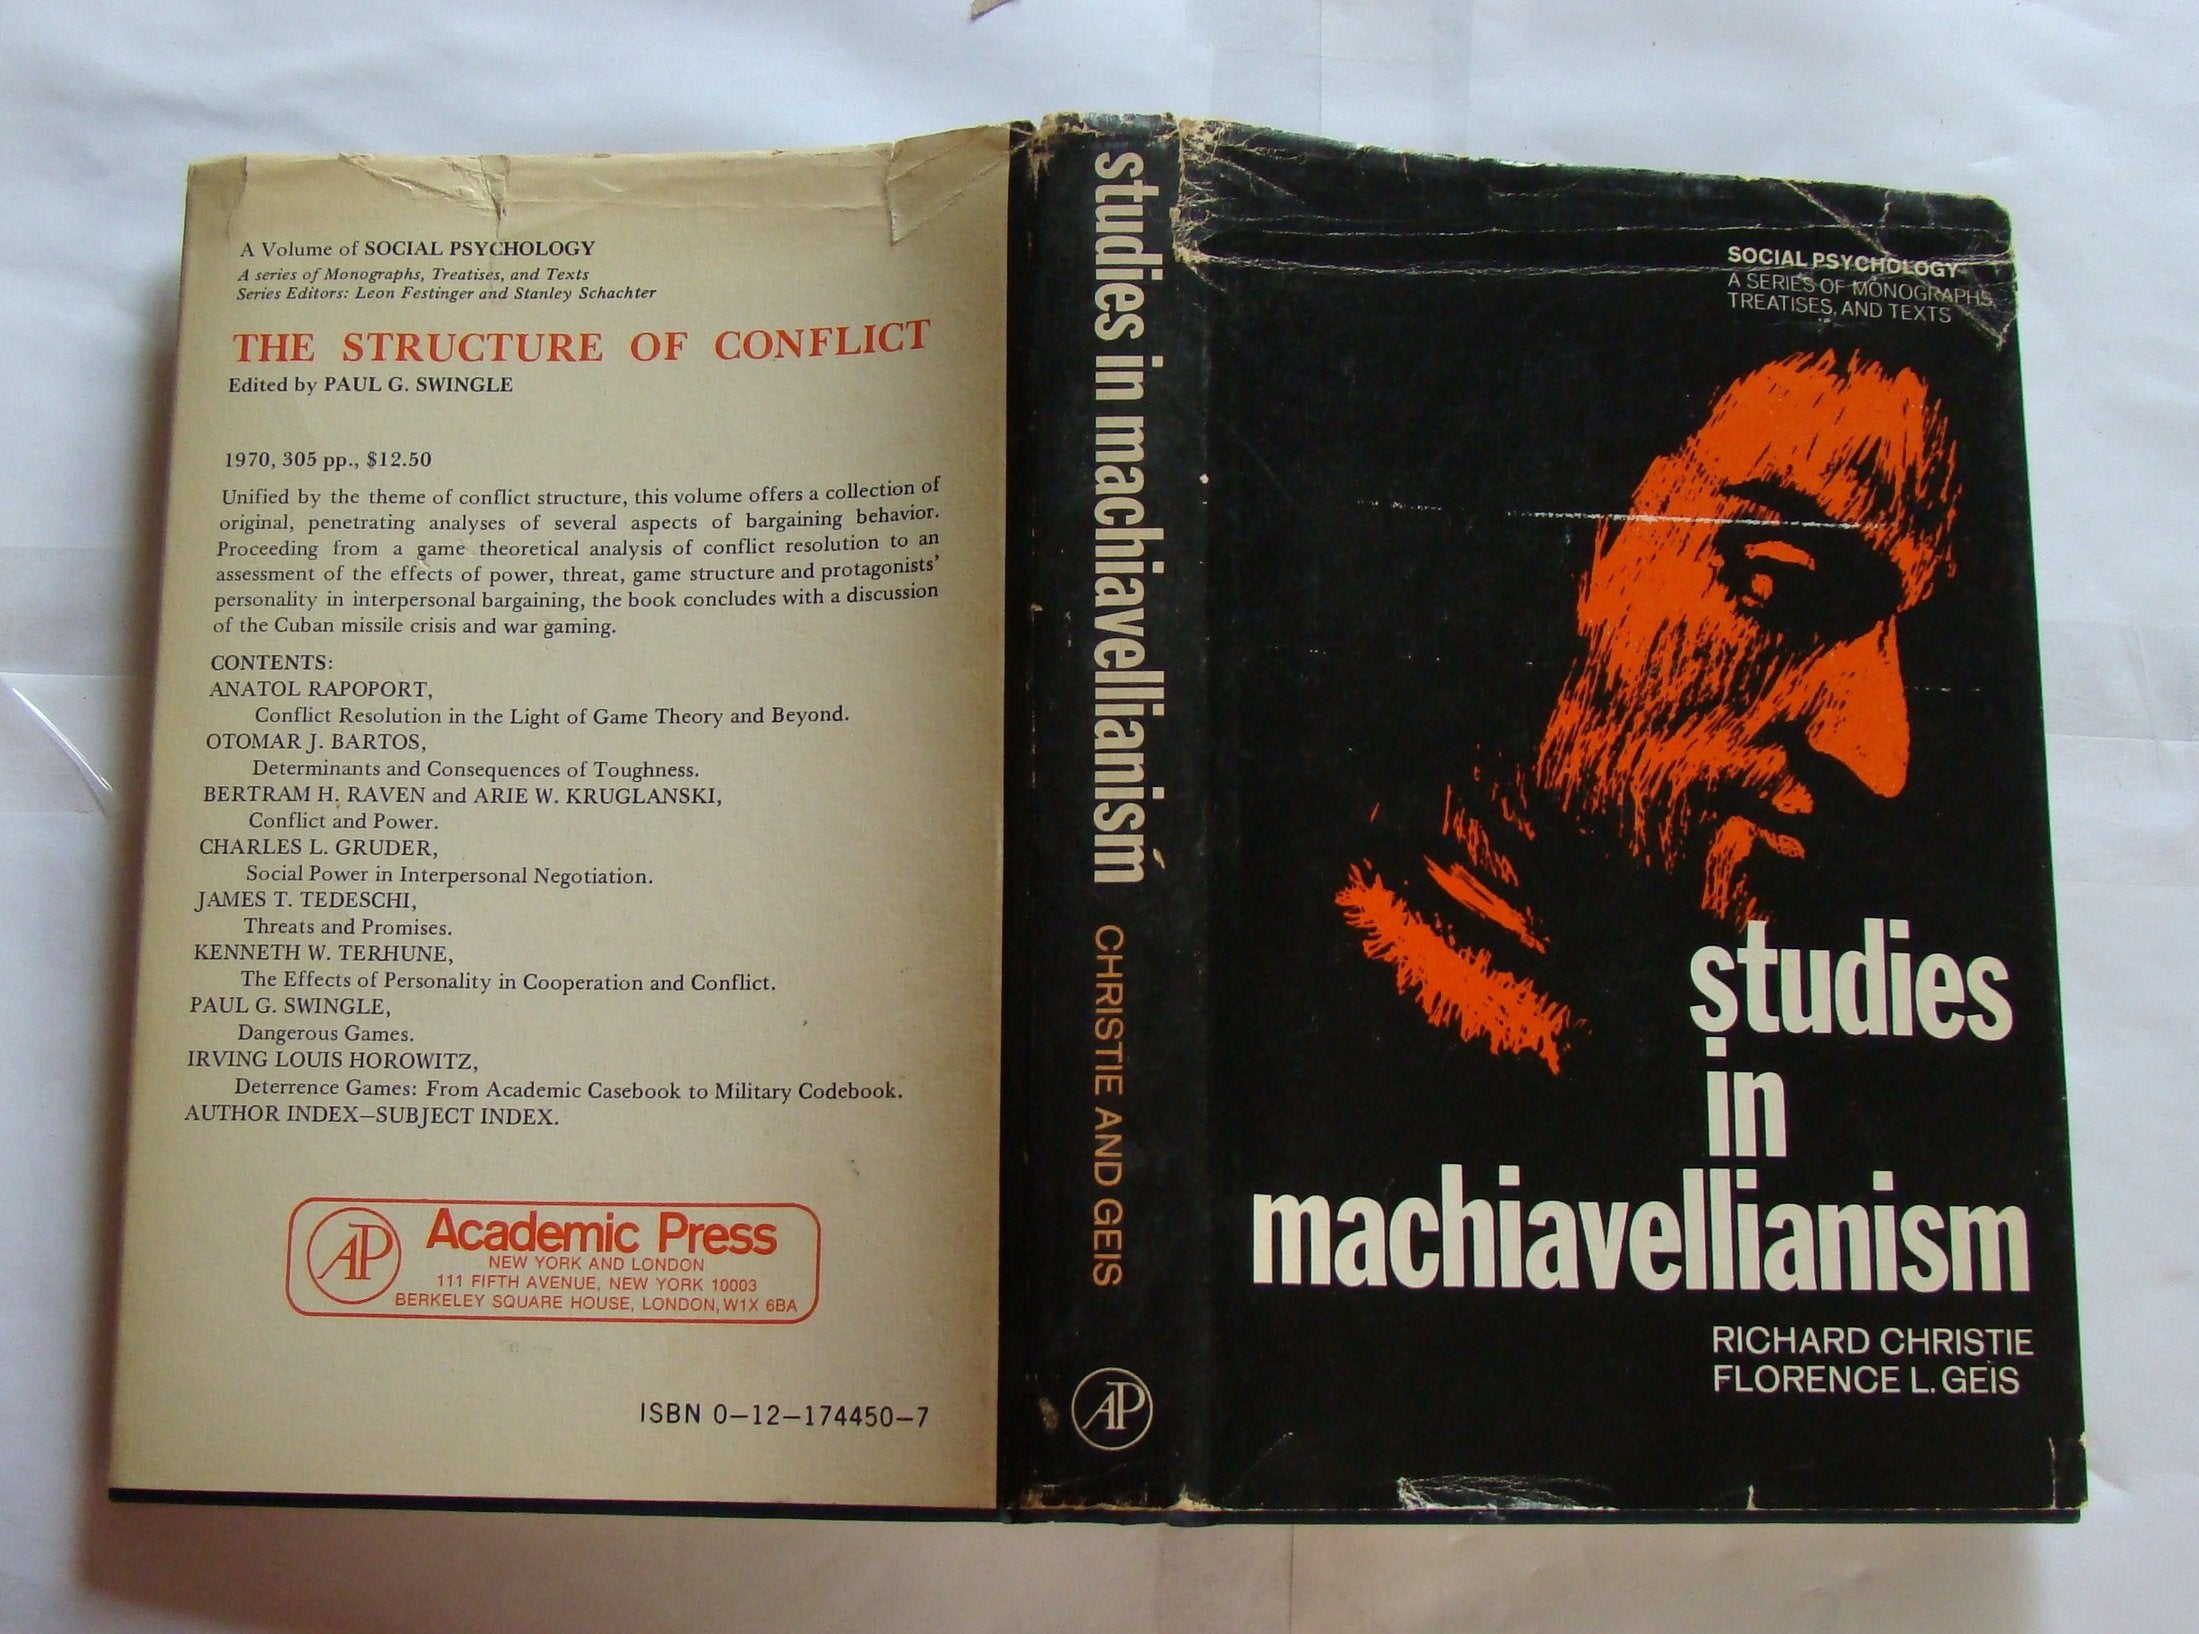 A Volume of SOCIAL PSYCHOLOGY
A series of Monographs, Treatises, and Texts
Series Editors: Leon Festinger and Stanley Schachter
THE STRUCTURE OF CONFLICT
Edited by PAUL G. SWINGLE
1970, 305 pp., $12.50
Unified by the theme of conflict structure, this volume offers a collection of
original, penetrating analyses of several aspects of bargaining behavior.
Proceeding from a game theoretical analysis of conflict resolution to an
assessment of the effects of power, threat, game structure and protagonists'
personality in interpersonal bargaining, the book concludes with a discussion
of the Cuban missile crisis and war gaming.
CONTENTS:
ANATOL RAPOPORT,
Conflict Resolution in the Light of Game Theory and Beyond.
OTOMAR J. BARTOS,
Determinants and Consequences of Toughness.
BERTRAM H. RAVEN and ARIE W. KRUGLANSKI,
Conflict and Power.
CHARLES L. GRUDER,
Social Power in Interpersonal Negotiation.
JAMES T. TEDESCHI,
Threats and Promises.
KENNETH W. TERHUNE,
The Effects of Personality in Cooperation and Conflict.
PAUL G. SWINGLE,
Dangerous Games.
IRVING LOUIS HOROWITZ,
Deterrence Games: From Academic Casebook to Military Codebook.
AUTHOR INDEX—SUBJECT INDEX.
AP
Academic Press
NEW YORK AND LONDON
111 FIFTH AVENUE, NEW YORK 10003
BERKELEY SQUARE HOUSE, LONDON, W1X 6BA
ISBN 0-12-174450-7
studies in machiavellianism CHRISTIE AND GEIS
AP
SOCIAL PSYCHOLOGY
A SERIES OF MONOGRAPHS,
TREATISES, AND TEXTS
studies
in
machiavellianism
RICHARD CHRISTIE
FLORENCE L. GEIS